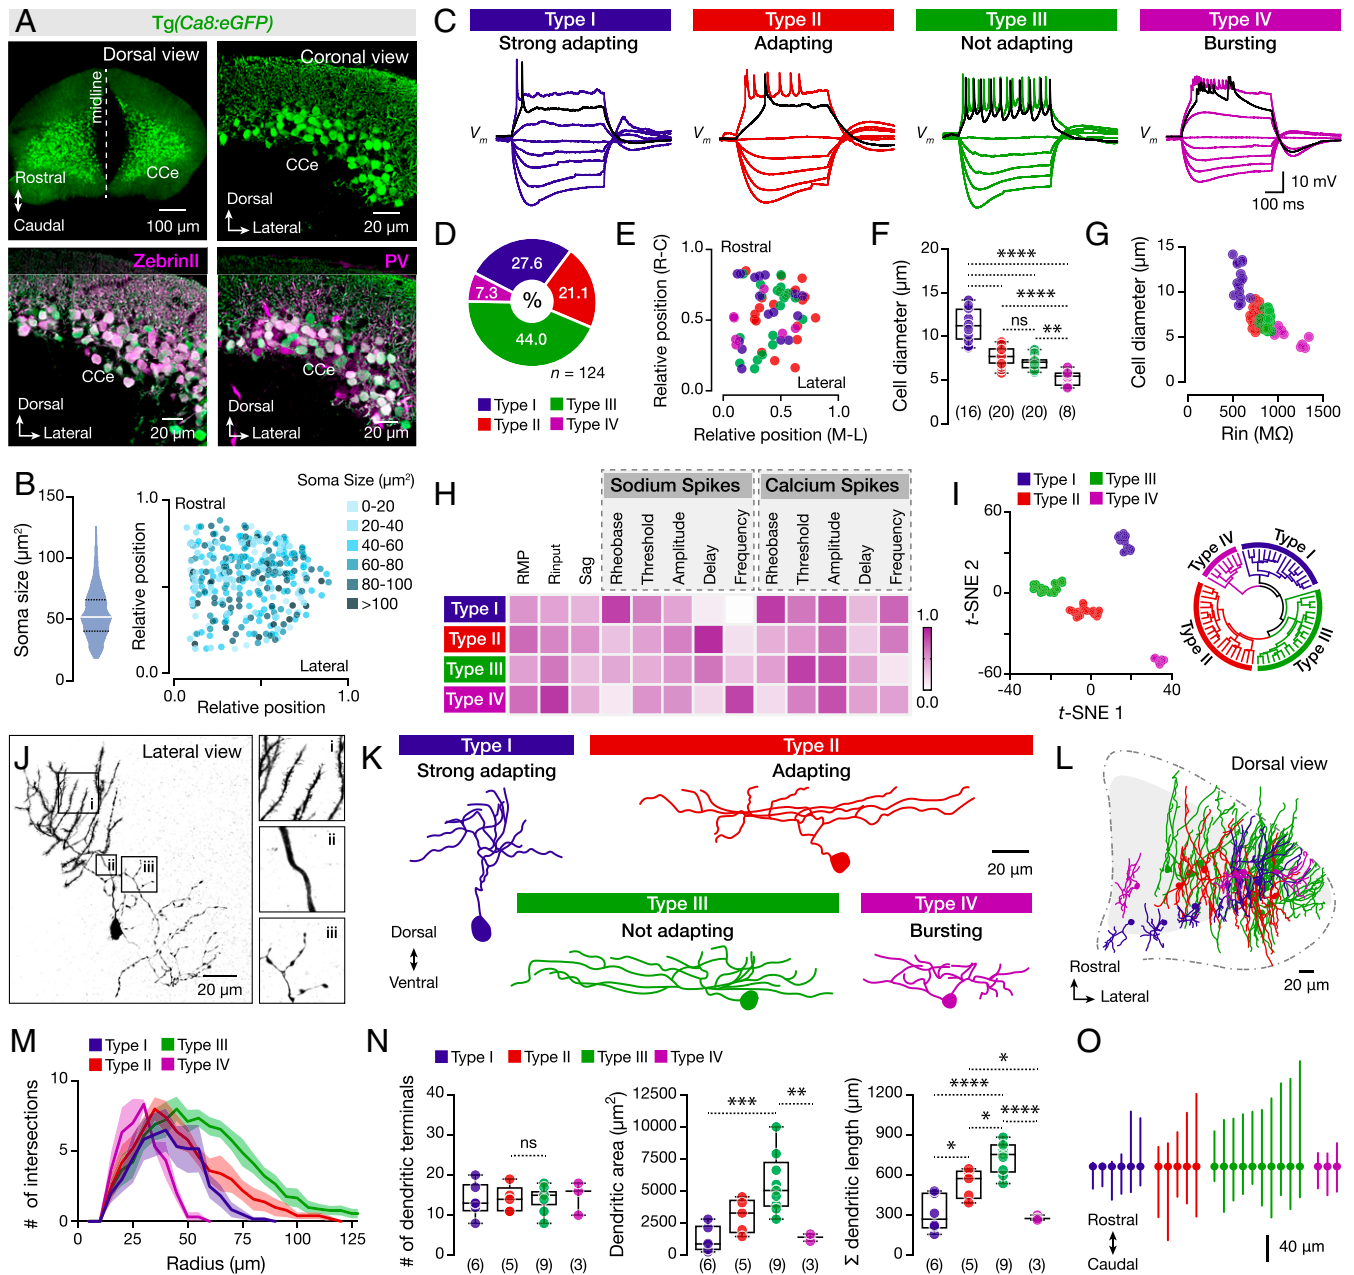 A
Tg(Ca8:eGFP)
Dorsal view
midline
CCe
Rostral
Caudal
100 µm
Coronal view
CCe
Dorsal
Lateral
20 µm
ZebrinII
CCe
Dorsal
Lateral
20 µm
PV
CCe
Dorsal
Lateral
20 µm
B
Soma size (µm²)
150
100
50
0
Relative position
1.0
0.0
Rostral
Lateral
0.0
1.0
Relative position
Soma Size (µm²)
0-20
20-40
40-60
60-80
80-100
>100
C
Type I
Strong adapting
Vm
Type II
Adapting
Vm
Type III
Not adapting
Vm
Type IV
Bursting
Vm
10 mV
100 ms
D
27.6
21.1
44.0
7.3
%
n = 124
Type I
Type III
Type II
Type IV
E
Relative position (R-C)
1.0
0.5
0.0
Rostral
Lateral
0.0
0.5
1.0
Relative position (M-L)
F
Cell diameter (µm)
20
15
10
5
0
****
****
ns
**
(16)
(20)
(20)
(8)
G
Cell diameter (µm)
15
10
5
0
0
500
1000
1500
Rin (MΩ)
H
Sodium Spikes
Calcium Spikes
RMP
Rinput
Sag
Rheobase
Threshold
Amplitude
Delay
Frequency
Rheobase
Threshold
Amplitude
Delay
Frequency
Type I
Type II
Type III
Type IV
1.0
0.0
I
Type I
Type III
Type II
Type IV
t-SNE 2
60
0
-60
-40
0
40
t-SNE 1
Type IV
Type I
Type II
Type III
J
Lateral view
i
ii
iii
20 µm
i
ii
iii
K
Type I
Strong adapting
Type II
Adapting
20 µm
Type III
Not adapting
Type IV
Bursting
Dorsal
Ventral
L
Dorsal view
Rostral
Lateral
20 µm
M
Type I
Type III
Type II
Type IV
# of intersections
10
5
0
0
25
50
75
100
125
Radius (µm)
N
Type I
Type II
Type III
Type IV
# of dendritic terminals
40
30
20
10
0
ns
(6)
(5)
(9)
(3)
Dendritic area (µm²)
12500
10000
7500
5000
2500
0
***
**
(6)
(5)
(9)
(3)
Σ dendritic length (µm)
1200
900
600
300
0
*
****
*
****
*
(6)
(5)
(9)
(3)
O
Rostral
Caudal
40 µm